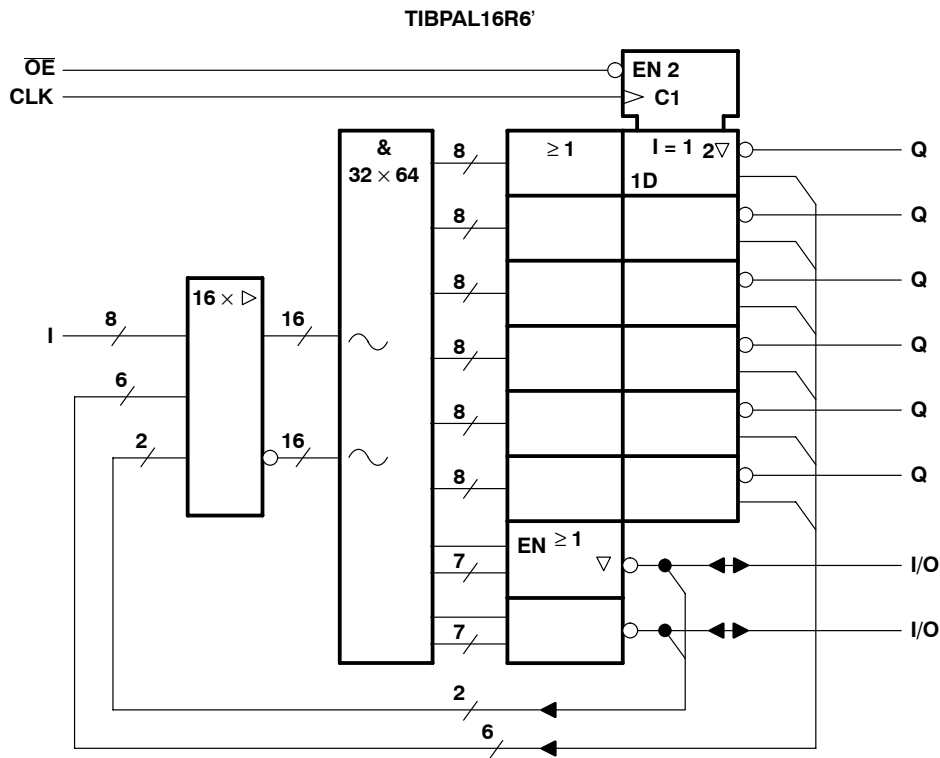 TIBPAL16R6’
OE
EN 2
CLK
C1
&
32 × 64
8
≥ 1
I = 1 2▽
1D
Q
8
Q
8
Q
16 × ▷
I
8
16
8
Q
6
8
Q
2
16
8
Q
EN ≥ 1
▽
7
I/O
7
I/O
2
6